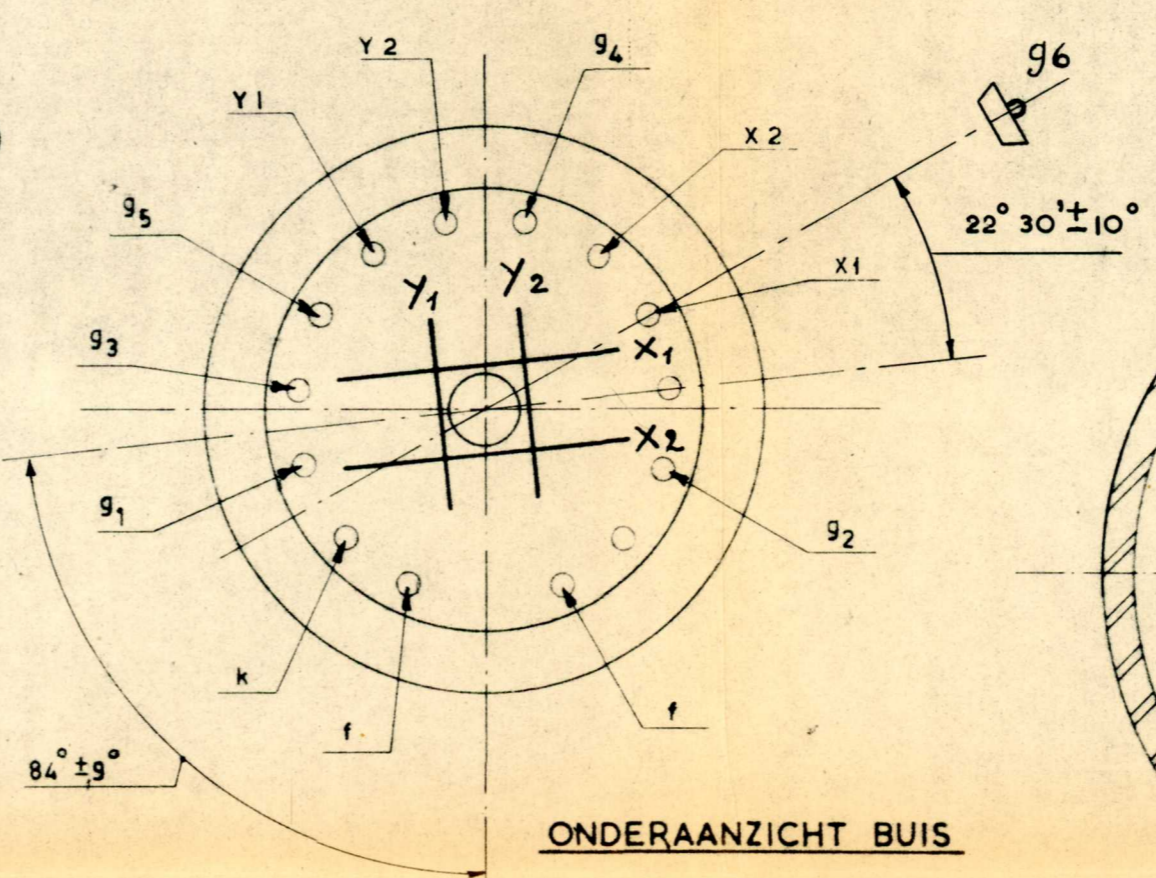 Y 2
g4
g6
Y 1
X 2
22° 30' ± 10°
g5
X1
Y1
Y2
g3
X1
X2
g1
g2
k
f
f
84° ± 9°
ONDERAANZICHT BUIS